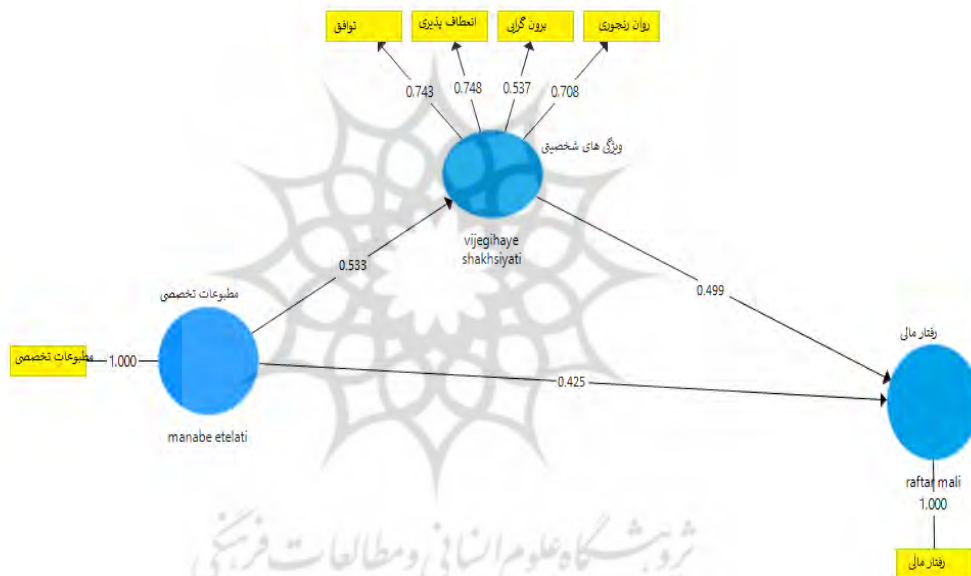 توافق
انعطاف پذیری
برون گرایی
روان رنجوری
0.743
0.748
0.537
0.708
ویژگی های شخصیتی
vijegihaye
shakhsiyati
0.533
0.499
مطبوعات تخصصی
مطبوعات تخصصی
1.000
manabe etelati
0.425
رفتار مالی
raftar mali
1.000
رفتار مالی
پژوهشگاه علوم انسانی و مطالعات فرهنگی